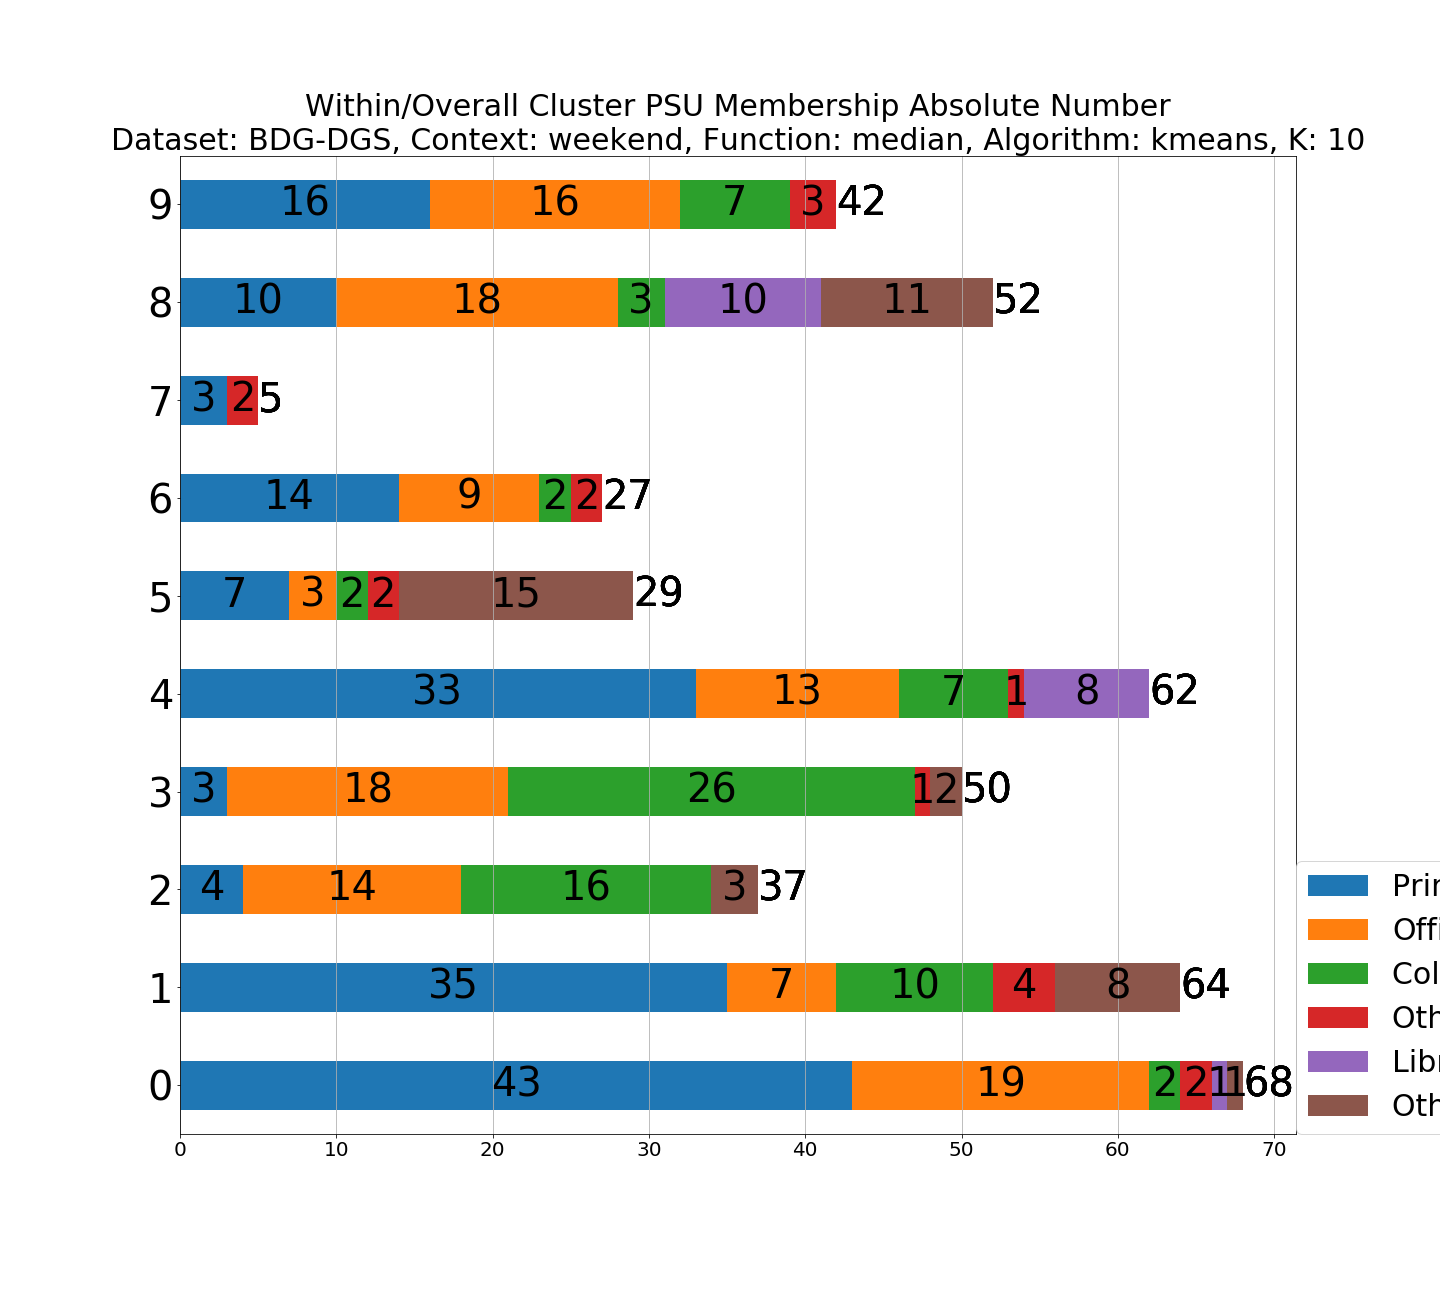 Within/Overall Cluster PSU Membership Absolute Number
Dataset: BDG-DGS, Context: weekend, Function: median, Algorithm: kmeans, K: 10
9 16 16 7 3 42
8 10 18 3 10 11 52
7 3 2 5
6 14 9 2 2 27
5 7 3 2 2 15 29
4 33 13 7 1 8 62
3 3 18 26 1 2 50
2 4 14 16 3 37
1 35 7 10 4 8 64
0 43 19 2 2 1 1 68
0 10 20 30 40 50 60 70